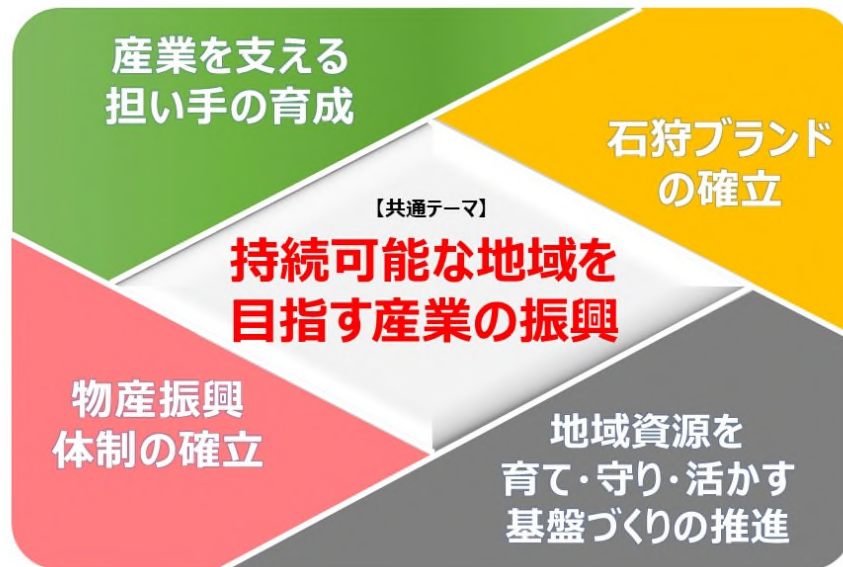 産業を支える
担い手の育成
石狩ブランド
の確立
【共通テーマ】
持続可能な地域を
目指す産業の振興
物産振興
体制の確立
地域資源を
育て・守り・活かす
基盤づくりの推進